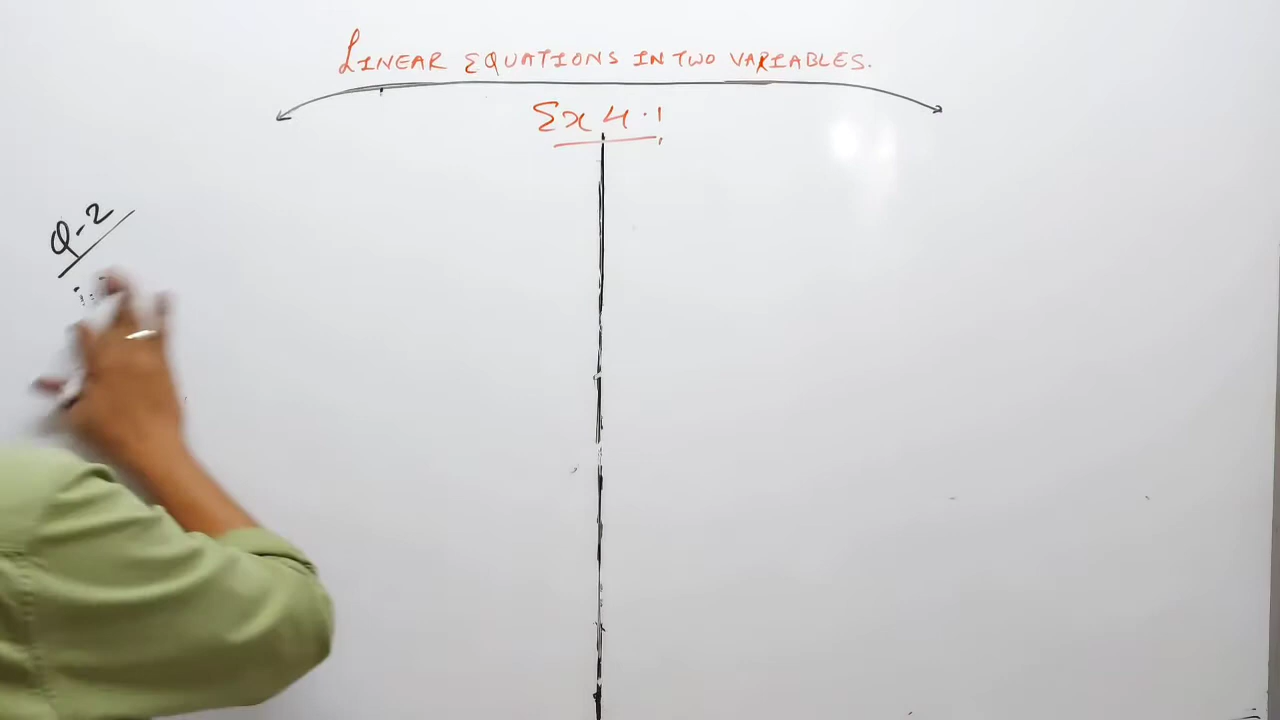 LINEAR EQUATIONS IN TWO VARIABLES.
Ex 4.1
Q-2